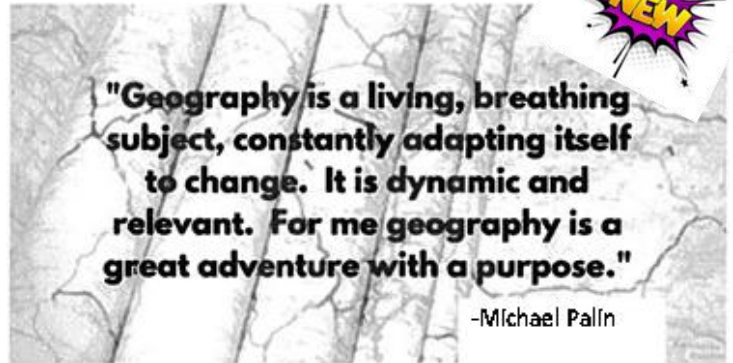 NEW
"Geography is a living, breathing
subject, constantly adapting itself
to change.  It is dynamic and
relevant.  For me geography is a
great adventure with a purpose."
-Michael Palin